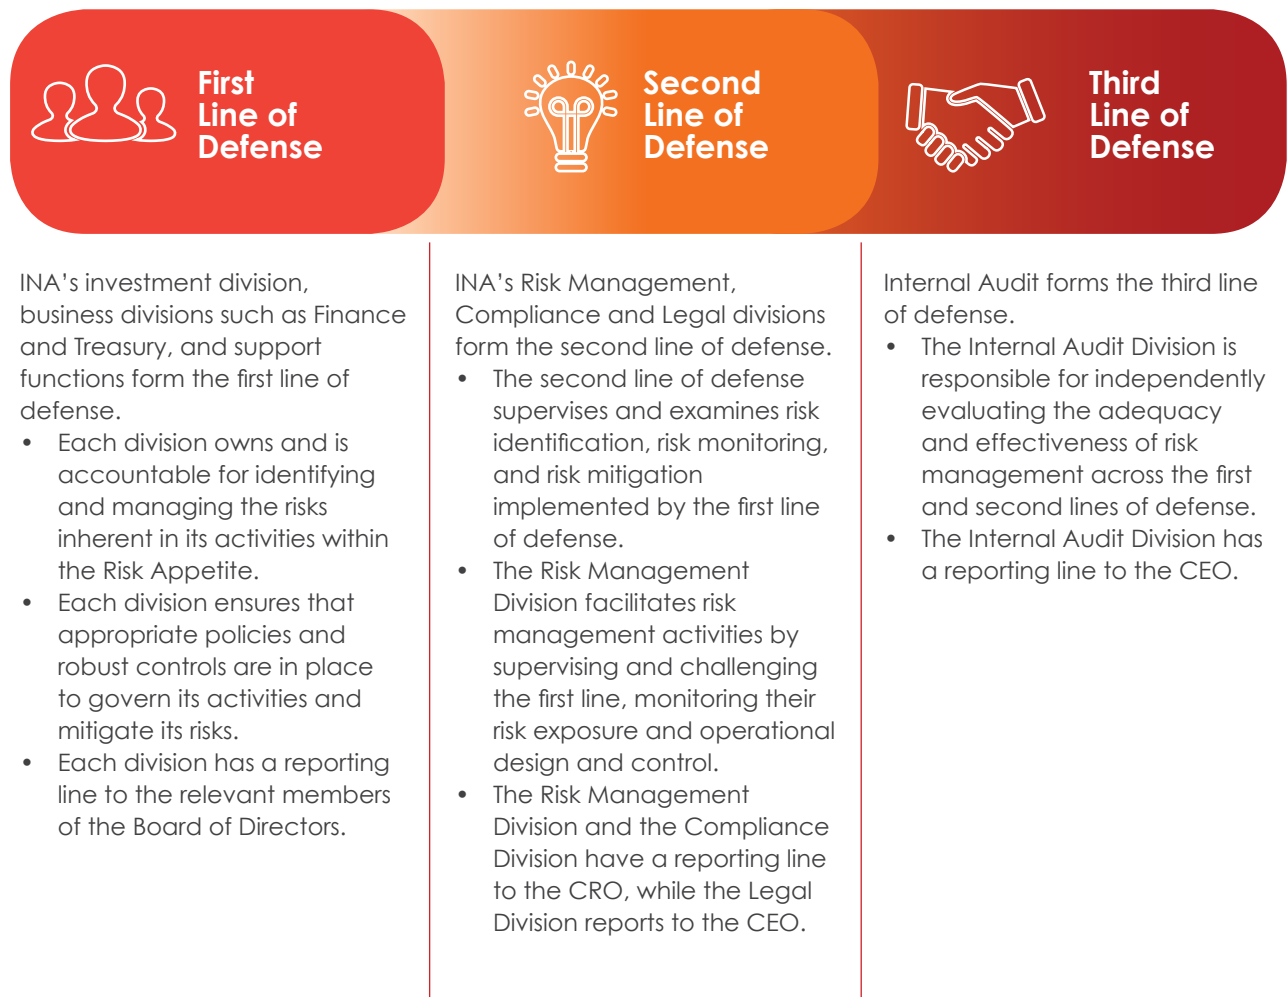 First
Line of
Defense
Second
Line of
Defense
Third
Line of
Defense
INA's investment division,
business divisions such as Finance
and Treasury, and support
functions form the first line of
defense.
• Each division owns and is
accountable for identifying
and managing the risks
inherent in its activities within
the Risk Appetite.
• Each division ensures that
appropriate policies and
robust controls are in place
to govern its activities and
mitigate its risks.
• Each division has a reporting
line to the relevant members
of the Board of Directors.
INA's Risk Management,
Compliance and Legal divisions
form the second line of defense.
• The second line of defense
supervises and examines risk
identification, risk monitoring,
and risk mitigation
implemented by the first line
of defense.
• The Risk Management
Division facilitates risk
management activities by
supervising and challenging
the first line, monitoring their
risk exposure and operational
design and control.
• The Risk Management
Division and the Compliance
Division have a reporting line
to the CRO, while the Legal
Division reports to the CEO.
Internal Audit forms the third line
of defense.
• The Internal Audit Division is
responsible for independently
evaluating the adequacy
and effectiveness of risk
management across the first
and second lines of defense.
• The Internal Audit Division has
a reporting line to the CEO.